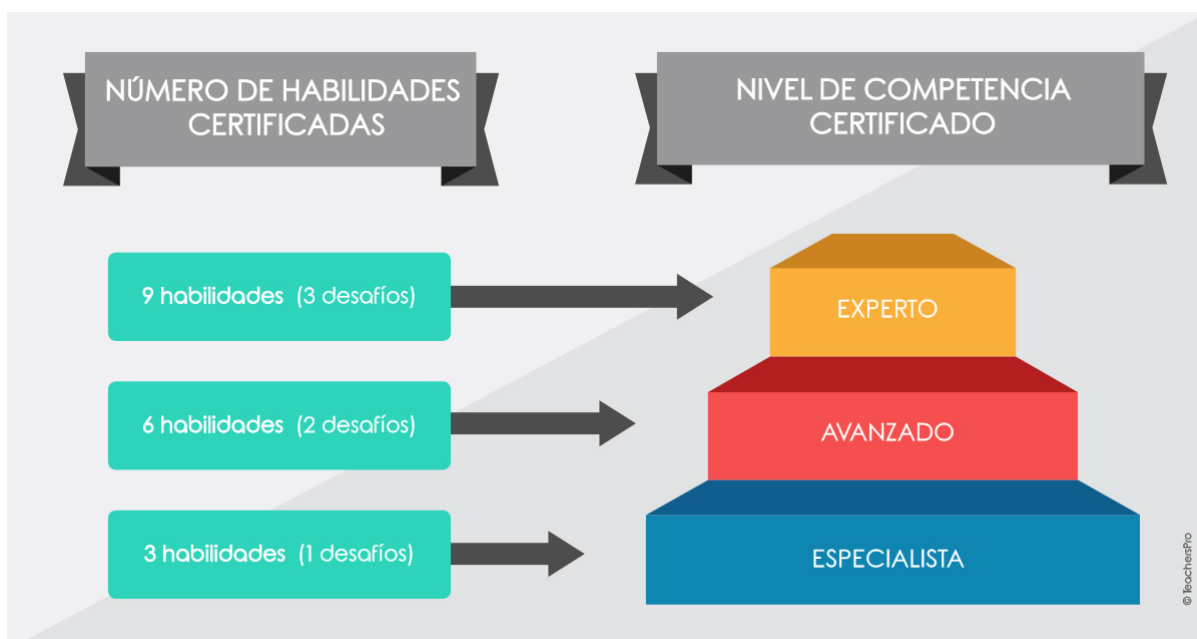 NÚMERO DE HABILIDADES
CERTIFICADAS
NIVEL DE COMPETENCIA
CERTIFICADO
9 habilidades (3 desafíos)
EXPERTO
6 habilidades (2 desafíos)
AVANZADO
3 habilidades (1 desafíos)
ESPECIALISTA
© TeachersPro